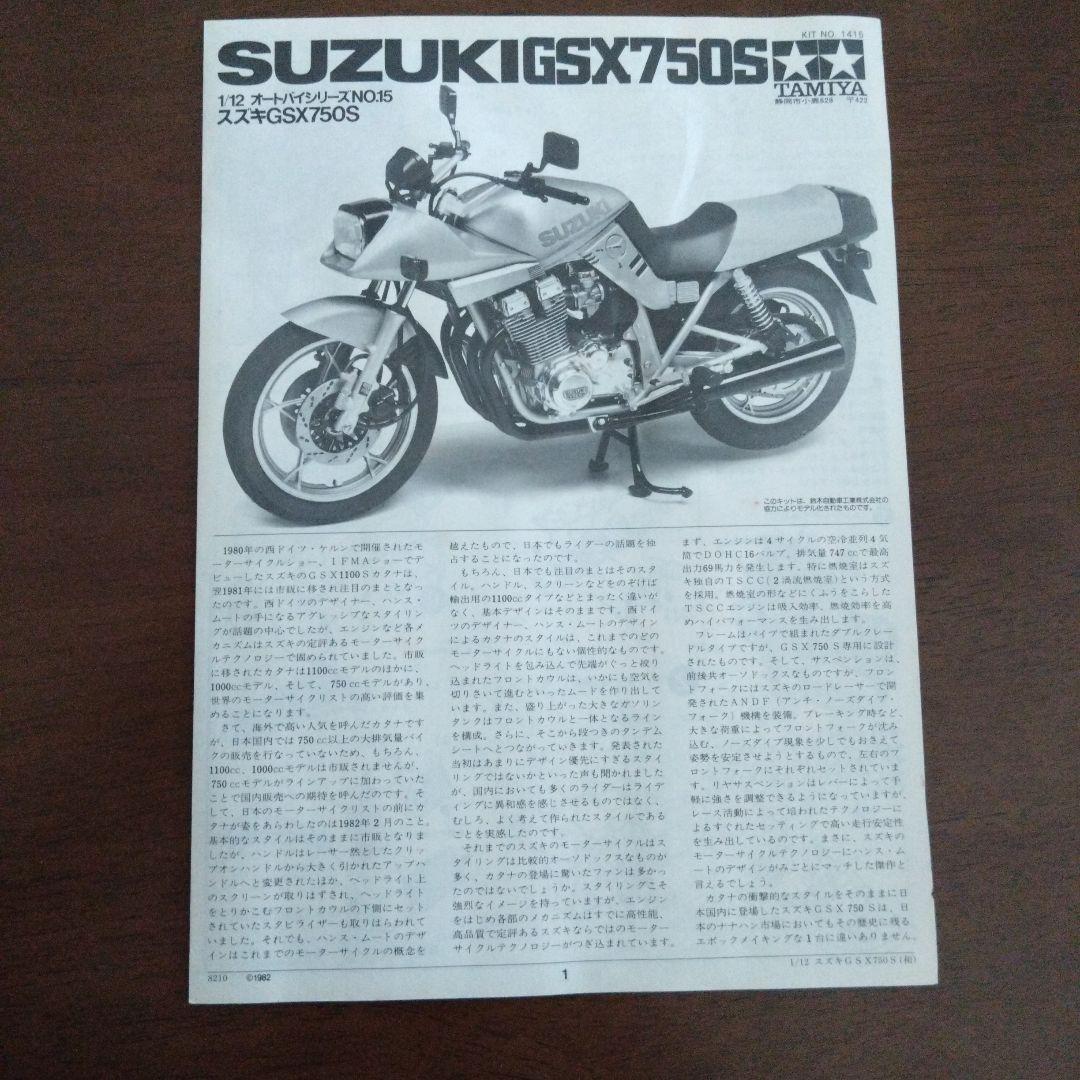 KIT NO. 1415
SUZUKI GSX750S
TAMIYA
静岡市小鹿628 〒422
1/12 オートバイシリーズNO.15
スズキGSX750S
SUZUKI
このキットは、鈴木自動車工業株式会社の
協力によりモデル化されたものです。
1980年の西ドイツ・ケルンで開催されたモ
ーターサイクルショー、IFMAショーでデ
ビューしたスズキのGSX1100Sカタナは、
翌1981年には市販に移され注目のまととなっ
たのです。西ドイツのデザイナー、ハンス・
ムートの手になるアグレッシブなスタイリン
グが話題の中心でしたが、エンジンなど各メ
カニズムはスズキの定評あるモーターサイク
ルテクノロジーで固められていました。市販
に移されたカタナは1100ccモデルのほかに、
1000ccモデル、そして、750ccモデルがあり、
世界のモーターサイクリストの高い評価を集
めることになります。
さて、海外で高い人気を呼んだカタナです
が、日本国内では750cc以上の大排気量バイ
クの販売を行なっていないため、もちろん、
1100cc、1000ccモデルは市販されませんが、
750ccモデルがラインアップに加わっていた
ことで国内販売への期待を呼んだのです。そ
して、日本のモーターサイクリストの前にカ
タナが姿をあらわしたのは1982年2月のこと。
基本的なスタイルはそのままに市販となりま
したが、ハンドルはレーサー然としたクリッ
プオンハンドルから大きく引かれたアップハ
ンドルへと変更されたほか、ヘッドライト上
のスクリーンが取りはずされ、ヘッドライト
をとりかこむフロントカウルの下側にセット
されていたスタビライザーも取りはらわれて
いました。それでも、ハンス・ムートのデザ
インはこれまでのモーターサイクルの概念を
越えたもので、日本でもライダーの話題を独
占することになったのです。
もちろん、日本でも注目のまとはそのスタ
イル。ハンドル、スクリーンなどをのぞけば
輸出用の1100ccタイプなどとまったく違いが
なく、基本デザインはそのままです。西ドイ
ツのデザイナー、ハンス・ムートのデザイン
によるカタナのスタイルは、これまでのどの
モーターサイクルにもない個性的なものです。
ヘッドライトを包み込んで先端がぐっと絞り
込まれたフロントカウルは、いかにも空気を
切りさいて進むといったムードを作り出して
います。また、盛り上がった大きなガソリン
タンクはフロントカウルと一体となるライン
を構成。さらに、そこから段つきのタンデム
シートへとつながっていきます。発表された
当初はあまりにデザイン優先にすぎるスタイ
リングではないかといった声も聞かれました
が、国内においても多くのライダーはライデ
ィングに異和感を感じさせるものではなく、
むしろ、よく考えて作られたスタイルである
ことを実感したのです。
それまでのスズキのモーターサイクルはス
タイリングは比較的オーソドックスなものが
多く、カタナの登場に驚いたファンは多かっ
たのではないでしょうか。スタイリングこそ
強烈なイメージを持っていますが、エンジン
をはじめ各部のメカニズムはすでに高性能、
高品質で定評あるスズキならではのモーター
サイクルテクノロジーがつぎ込まれています。
まず、エンジンは4サイクルの空冷並列4気
筒でDOHC16バルブ。排気量747ccで最高
出力69馬力を発生します。特に燃焼室はスズ
キ独自のTSCC(2渦流燃焼室)という方式
を採用。燃焼室の形などにくふうをこらした
TSCCエンジンは吸入効率、燃焼効率を高
めハイパフォーマンスを生み出します。
フレームはパイプで組まれたダブルクレー
ドルタイプですが、GSX750S専用に設計
されたものです。そして、サスペンションは、
前後共オーソドックスなものですが、フロン
トフォークにはスズキのロードレーサーで開
発されたANDF(アンチ・ノーズダイブ・
フォーク)機構を装備。ブレーキング時など、
大きな荷重によってフロントフォークが沈み
込む、ノーズダイブ現象を少しでもおさえて
姿勢を安定させようとするもので、左右のフ
ロントフォークにそれぞれセットされていま
す。リヤサスペンションはレバーによって手
軽に強さを調整できるようになっていますが、
レース活動によって培われたテクノロジーに
よるすぐれたセッティングで高い走行安定性
を生み出しているのです。まさに、スズキの
モーターサイクルテクノロジーにハンス・ム
ートのデザインがみごとにマッチした傑作と
言えるでしょう。
カタナの衝撃的なスタイルをそのままに日
本国内に登場したスズキGSX750Sは、日
本のナナハン市場においてもその歴史に残る
エポックメイキングな1台に違いありません。
8210 ©1982
1
1/12 スズキGSX750S(和)